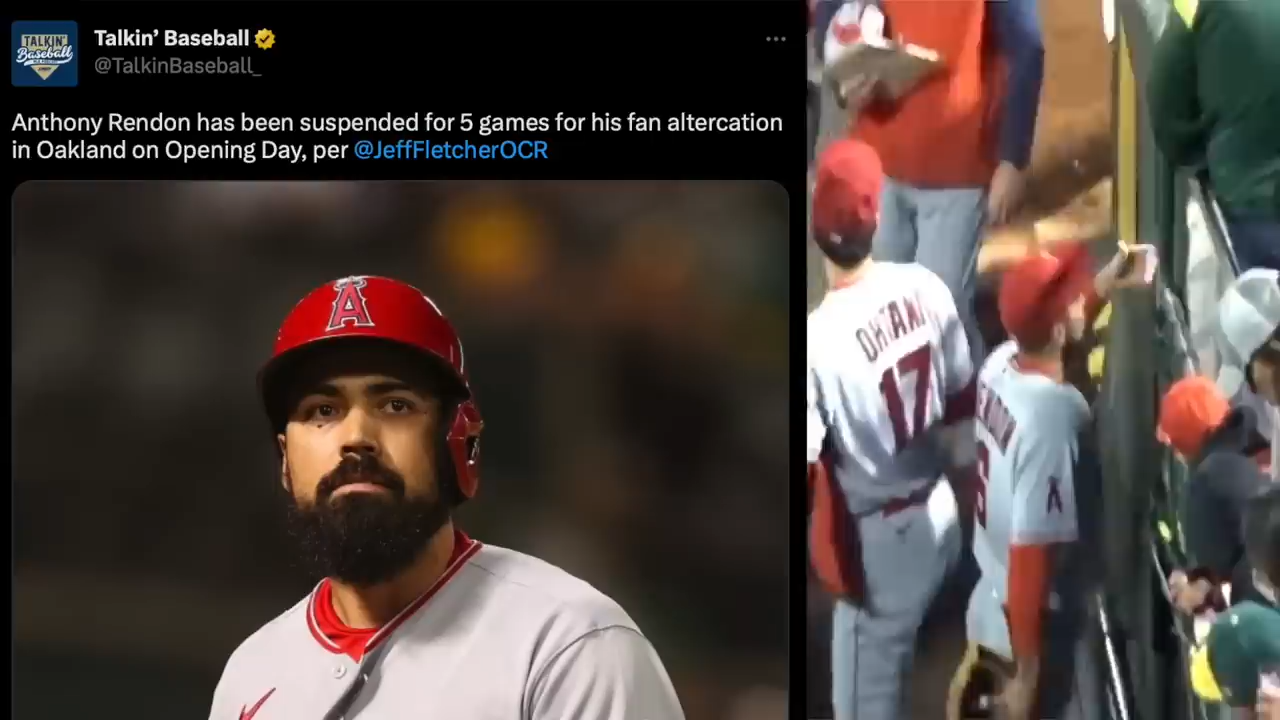 TALKIN'
Baseball
Talkin' Baseball
@TalkinBaseball_
Anthony Rendon has been suspended for 5 games for his fan altercation
in Oakland on Opening Day, per @JeffFletcherOCR
A
OHTANI
17
6
A